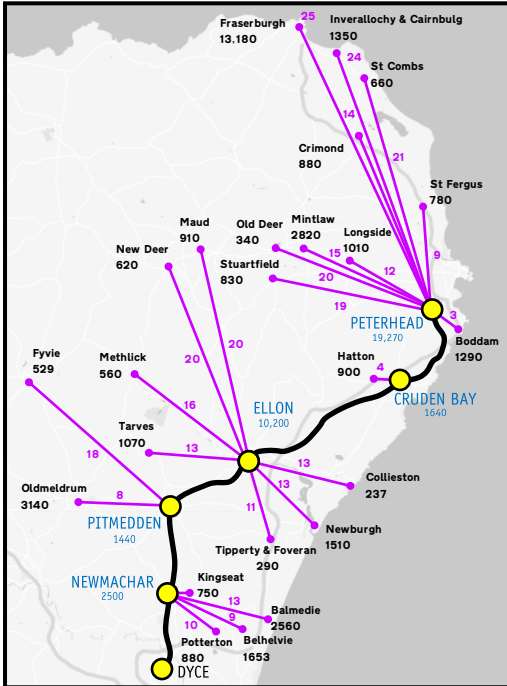 25
Fraserburgh
13,180
Inverallochy & Cairnbulg
1350
24
St Combs
660
14
Crimond
880
21
St Fergus
780
9
Maud
910
Old Deer
340
Mintlaw
2820
Longside
1010
New Deer
620
Stuartfield
830
15
12
20
19
3
PETERHEAD
19,270
Boddam
1290
Fyvie
529
Methlick
560
20
20
Hatton
900
4
CRUDEN BAY
1640
16
ELLON
10,200
Tarves
1070
13
18
13
13
Collieston
237
Oldmeldrum
3140
8
11
PITMEDDEN
1440
Newburgh
1510
Tipperty & Foveran
290
NEWMACHAR
2500
Kingseat
750
13
Balmedie
2560
9
10
Belhelvie
1653
Potterton
880
DYCE